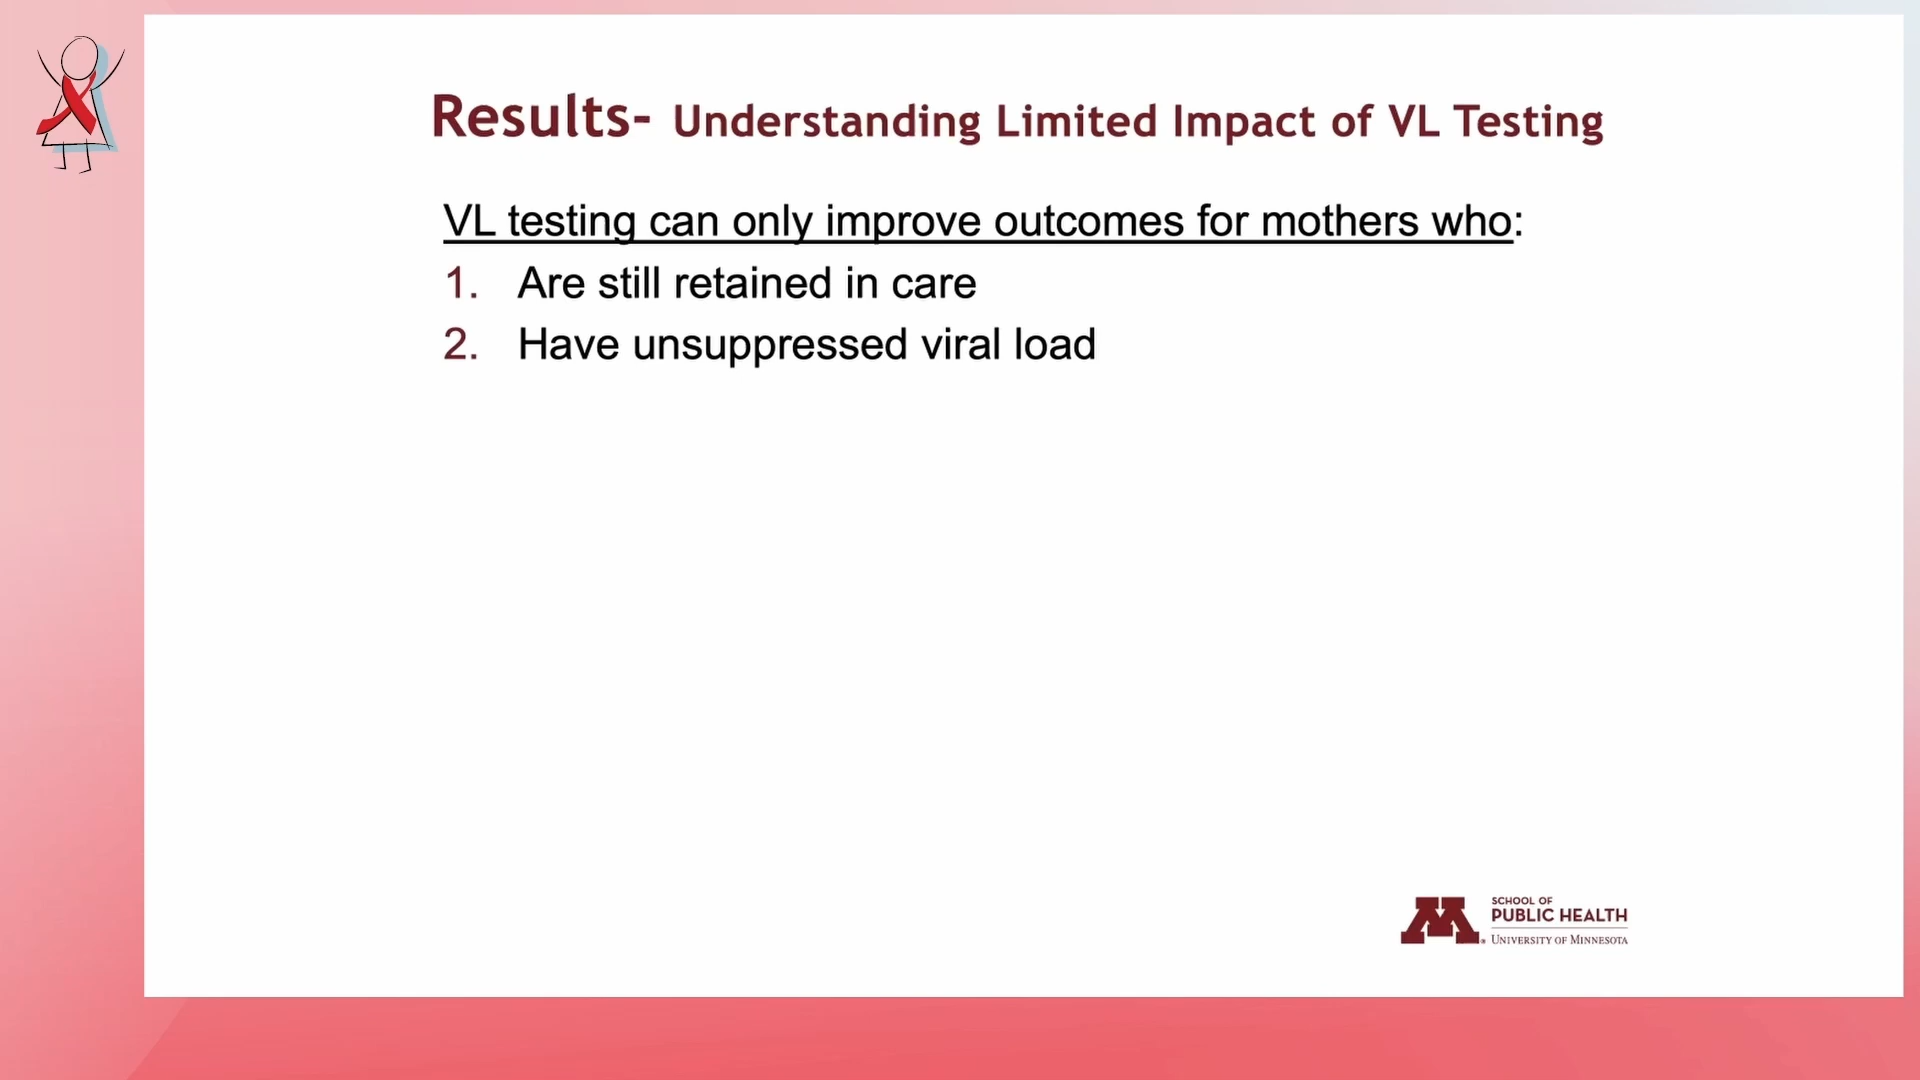 Results- Understanding Limited Impact of VL Testing
VL testing can only improve outcomes for mothers who:
1. Are still retained in care
2. Have unsuppressed viral load
M
SCHOOL OF
PUBLIC HEALTH
UNIVERSITY OF MINNESOTA